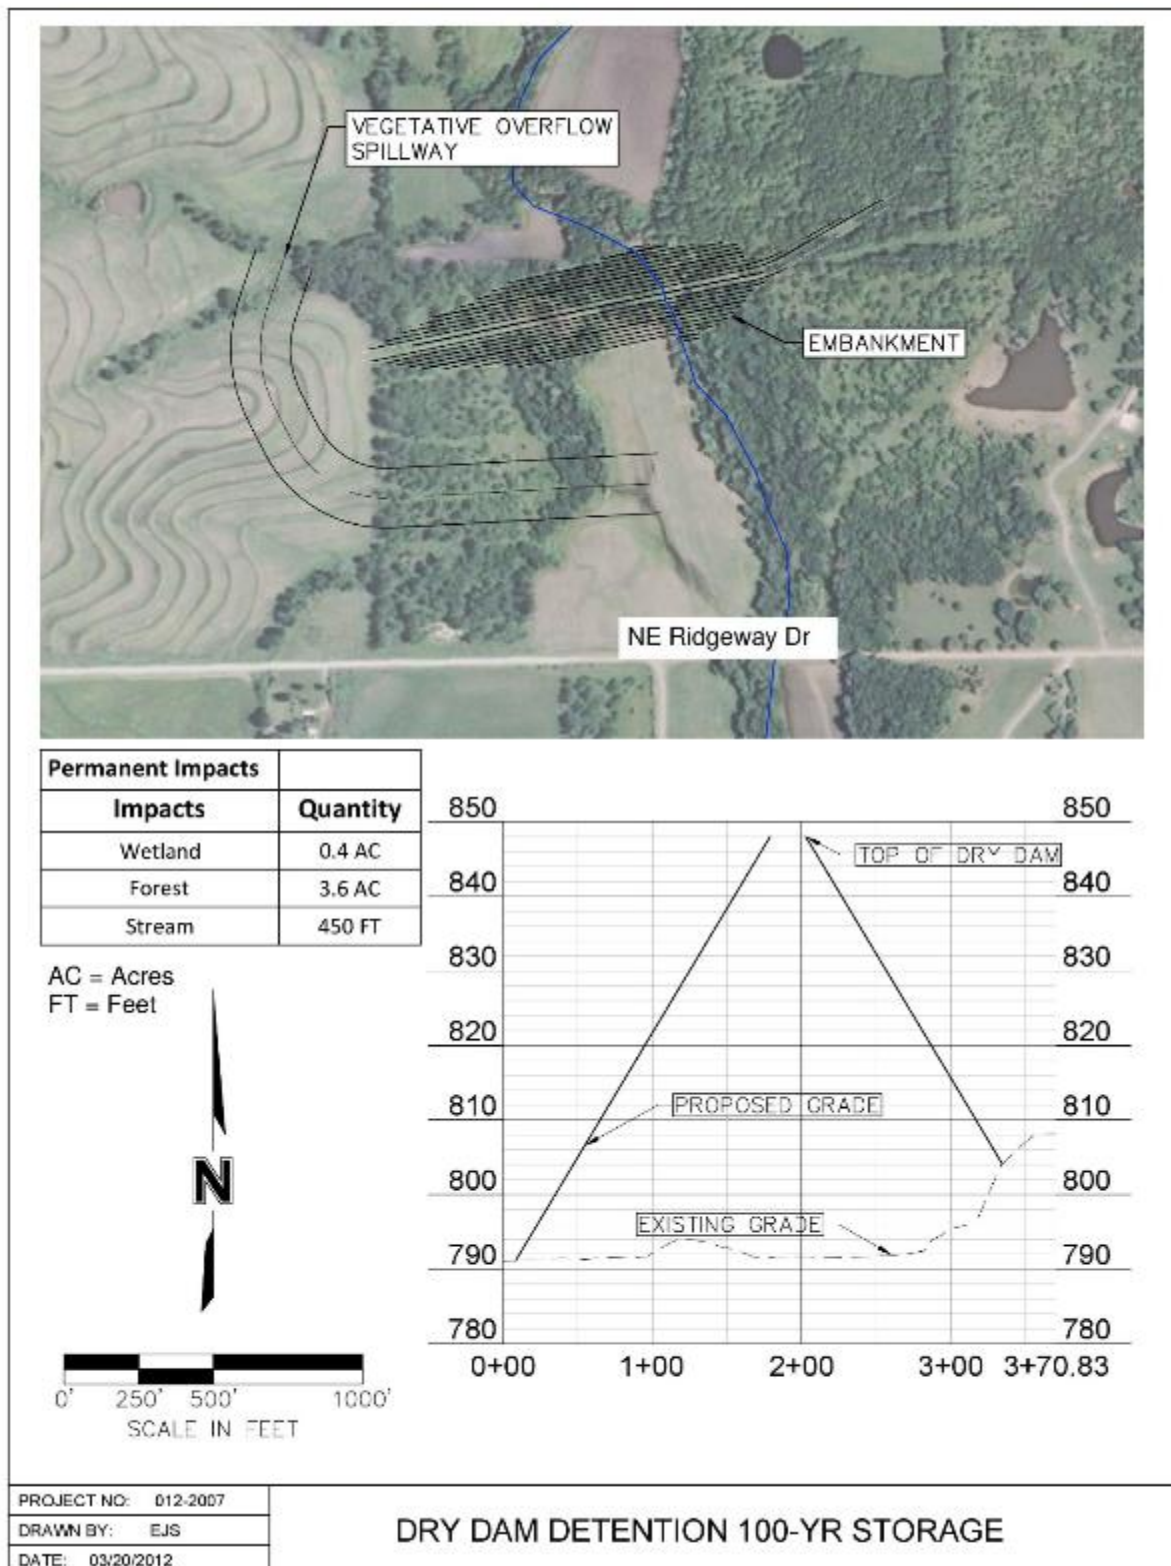 VEGETATIVE OVERFLOW
SPILLWAY
EMBANKMENT
NE Ridgeway Dr
Permanent Impacts
Impacts Quantity
Wetland 0.4 AC
Forest 3.6 AC
Stream 450 FT
AC = Acres
FT = Feet
N
0' 250' 500' 1000'
SCALE IN FEET
850 850
TOP OF DRY DAM
840 840
830 830
820 820
810 810
PROPOSED GRADE
800 800
EXISTING GRADE
790 790
780 780
0+00 1+00 2+00 3+00 3+70.83
PROJECT NO: 012-2007
DRAWN BY: EJS
DATE: 03/20/2012
DRY DAM DETENTION 100-YR STORAGE